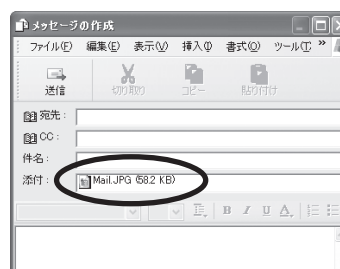 メッセージの作成
ファイル(F) 編集(E) 表示(V) 挿入(I) 書式(O) ツール(T) »
送信 切り取り コピー 貼り付け
宛先:
CC:
件名:
添付: Mail.JPG (58.2 KB)
B I U A